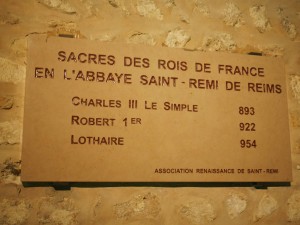 SACRES DES ROIS DE FRANCE
EN L'ABBAYE SAINT-REMI DE REIMS
CHARLES III LE SIMPLE 893
ROBERT 1ER 922
LOTHAIRE 954
ASSOCIATION RENAISSANCE DE SAINT-REMI